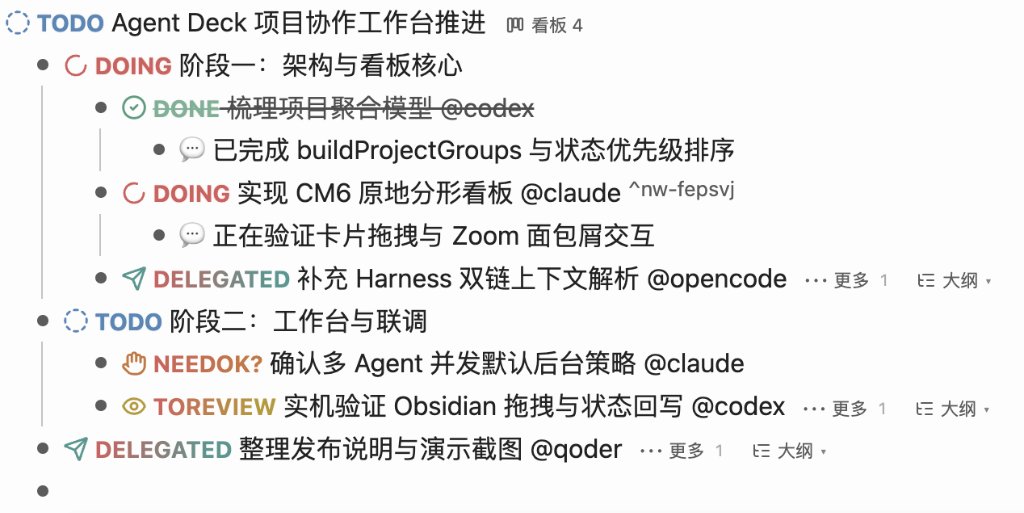 TODO Agent Deck 项目协作工作台推进 看板 4
DOING 阶段一：架构与看板核心
DONE 梳理项目聚合模型 @codex
已完成 buildProjectGroups 与状态优先级排序
DOING 实现 CM6 原地分形看板 @claude ^nw-fepsvj
正在验证卡片拖拽与 Zoom 面包屑交互
DELEGATED 补充 Harness 双链上下文解析 @opencode ··· 更多 1 大纲
TODO 阶段二：工作台与联调
NEEDOK? 确认多 Agent 并发默认后台策略 @claude
TOREVIEW 实机验证 Obsidian 拖拽与状态回写 @codex ··· 更多 1 大纲
DELEGATED 整理发布说明与演示截图 @qoder ··· 更多 1 大纲